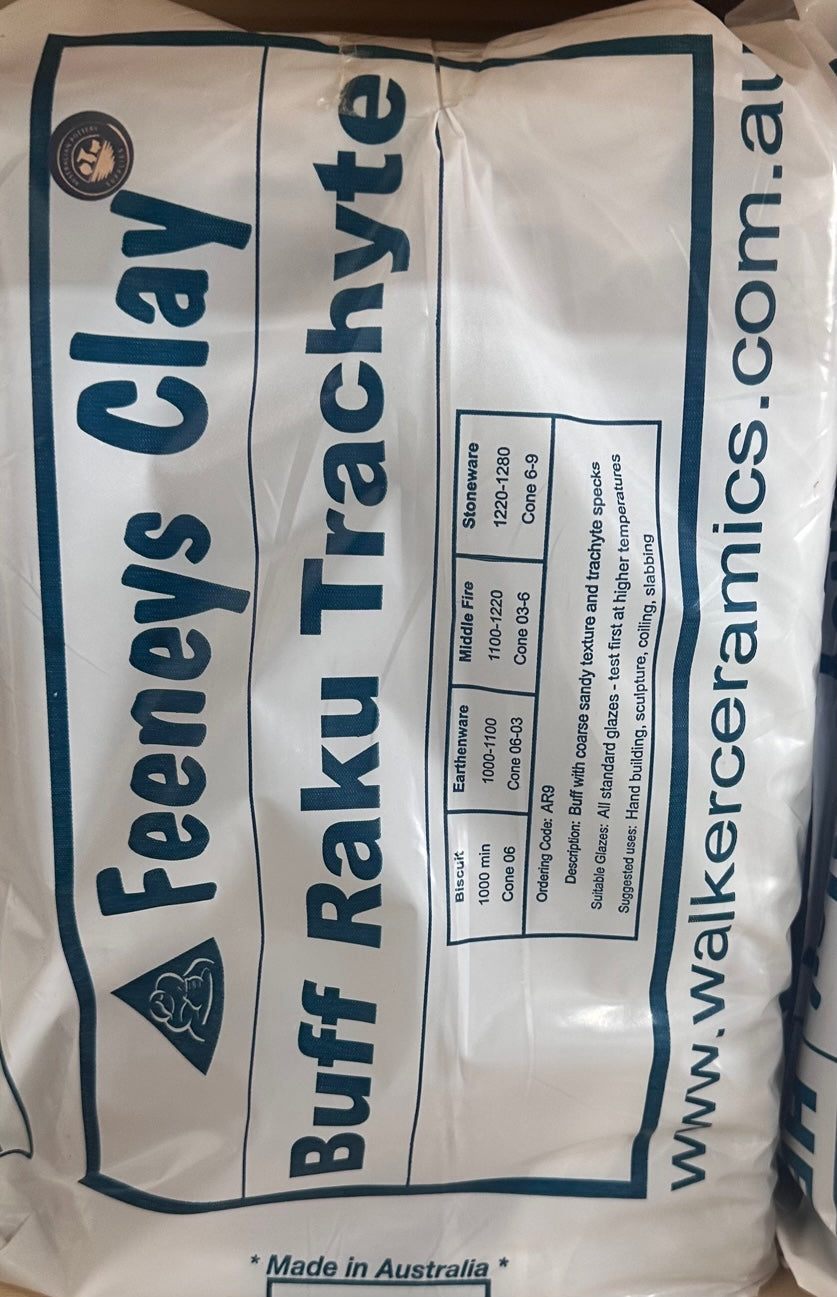 Feeneys Clay
Buff Raku Trachyte
Biscuit Earthenware Middle Fire Stoneware
1000 min 1000-1100 1100-1220 1220-1280
Cone 06 Cone 06-03 Cone 03-6 Cone 6-9
Ordering Code: AR9
Description: Buff with coarse sandy texture and trachyte specks
Suitable Glazes: All standard glazes - test first at higher temperatures
Suggested uses: Hand building, sculpture, coiling, slabbing
www.walkerceramics.com.au
* Made in Australia *